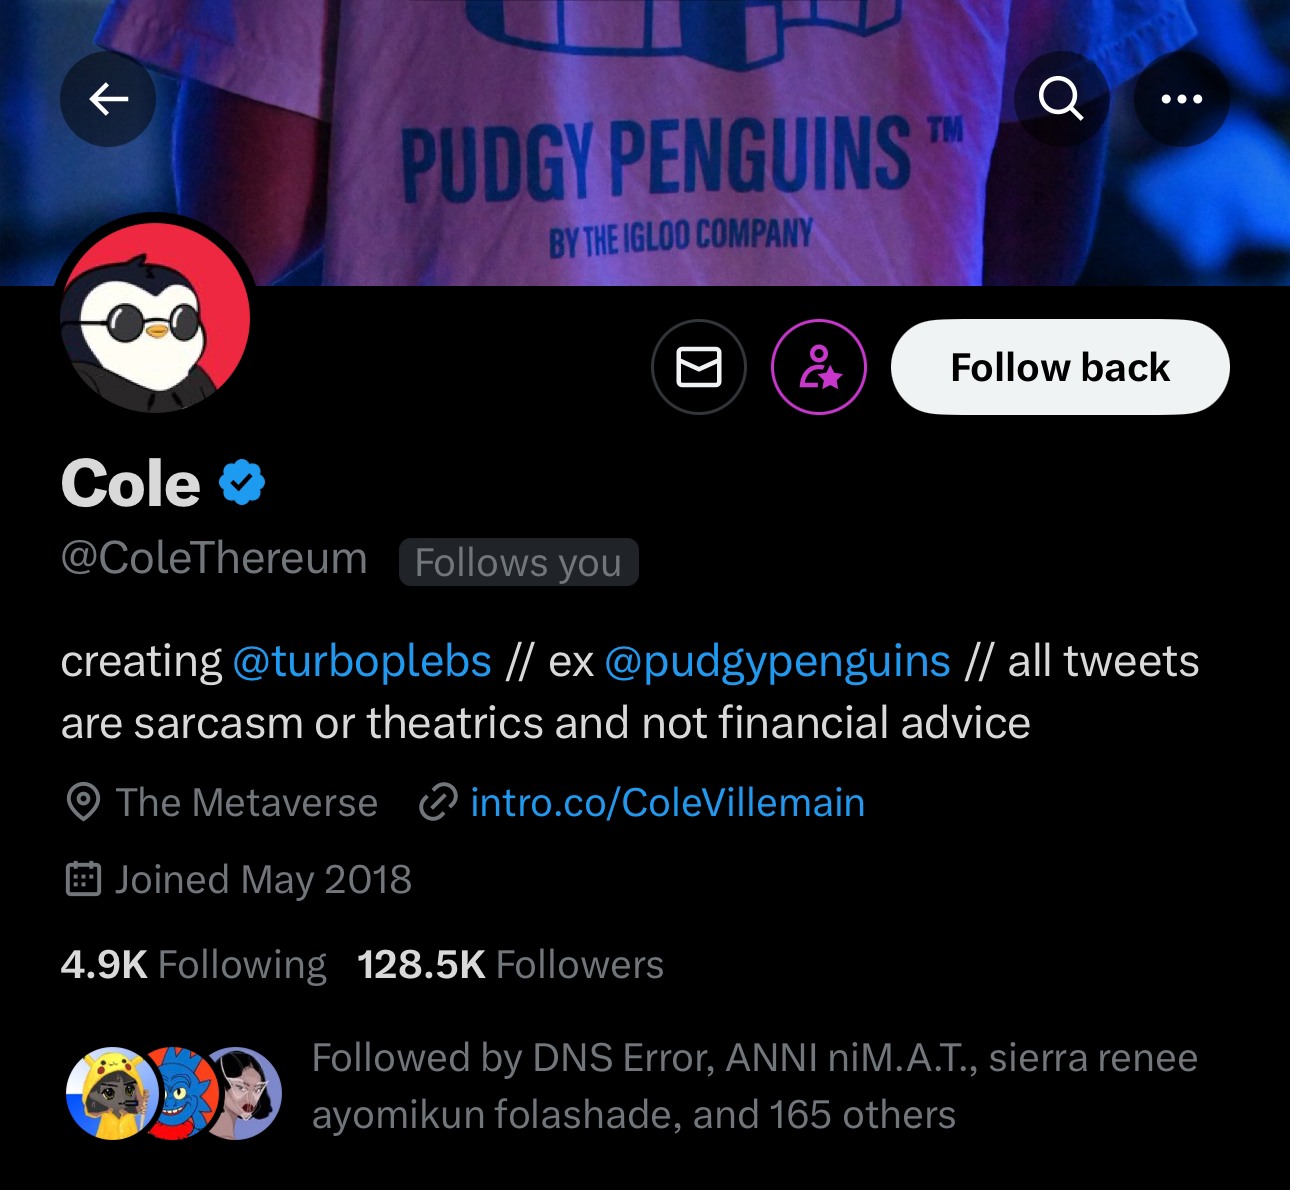 PUDGY PENGUINS ™
BY THE IGLOO COMPANY
Follow back
Cole
@ColeThereum Follows you
creating @turboplebs // ex @pudgypenguins // all tweets
are sarcasm or theatrics and not financial advice
The Metaverse intro.co/ColeVillemain
Joined May 2018
4.9K Following 128.5K Followers
Followed by DNS Error, ANNI niM.A.T., sierra renee
ayomikun folashade, and 165 others